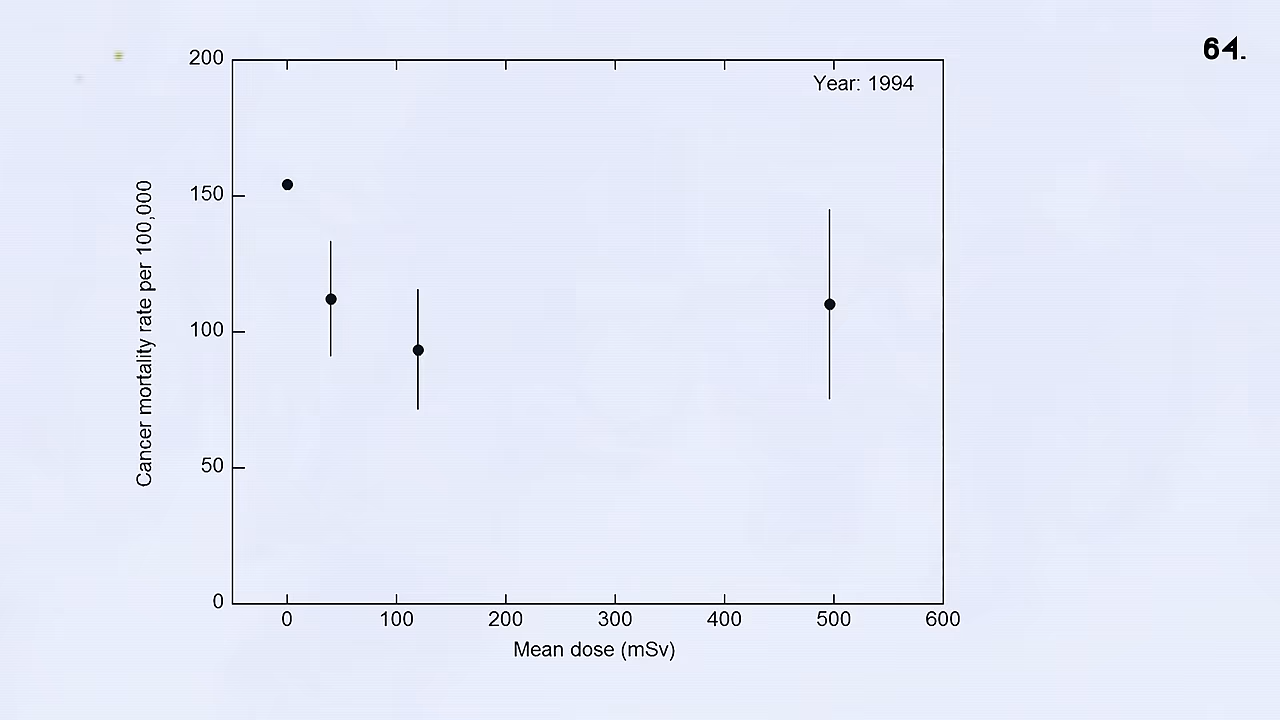 64.
200
Year: 1994
150
100
50
0
Cancer mortality rate per 100,000
0 100 200 300 400 500 600
Mean dose (mSv)